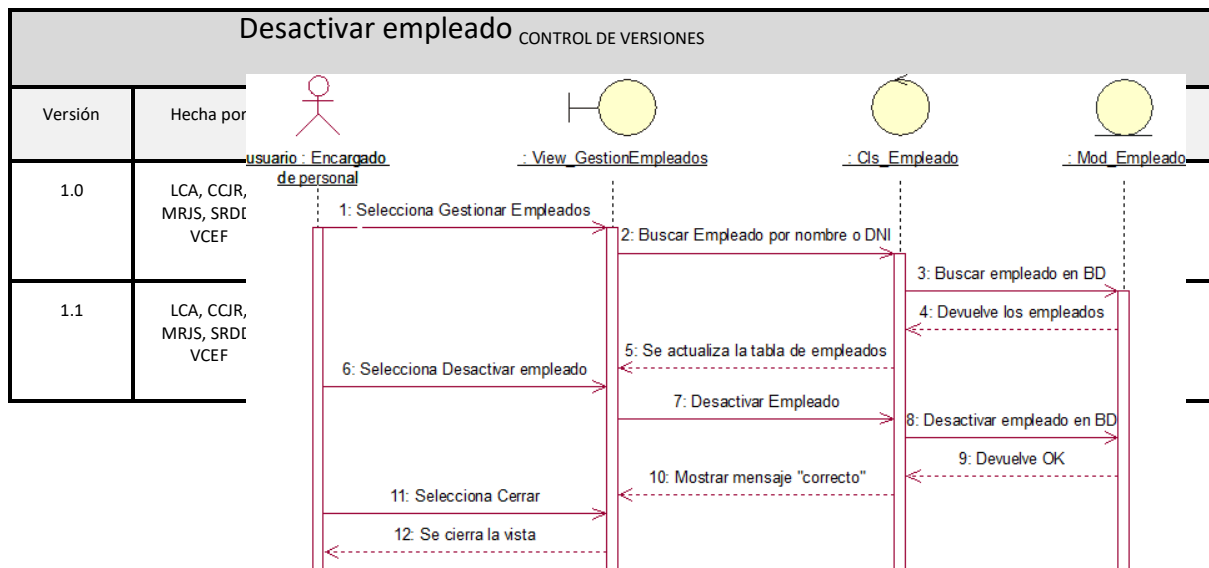 Desactivar empleado CONTROL DE VERSIONES
Versión
Hecha por
1.0
LCA, CCJR,
MRJS, SRDD
VCEF
1.1
LCA, CCJR,
MRJS, SRDD
VCEF
usuario : Encargado
de personal
: View_GestionEmpleados
: Cls_Empleado
: Mod_Empleado
1: Selecciona Gestionar Empleados
2: Buscar Empleado por nombre o DNI
3: Buscar empleado en BD
4: Devuelve los empleados
5: Se actualiza la tabla de empleados
6: Selecciona Desactivar empleado
7: Desactivar Empleado
8: Desactivar empleado en BD
9: Devuelve OK
10: Mostrar mensaje "correcto"
11: Selecciona Cerrar
12: Se cierra la vista